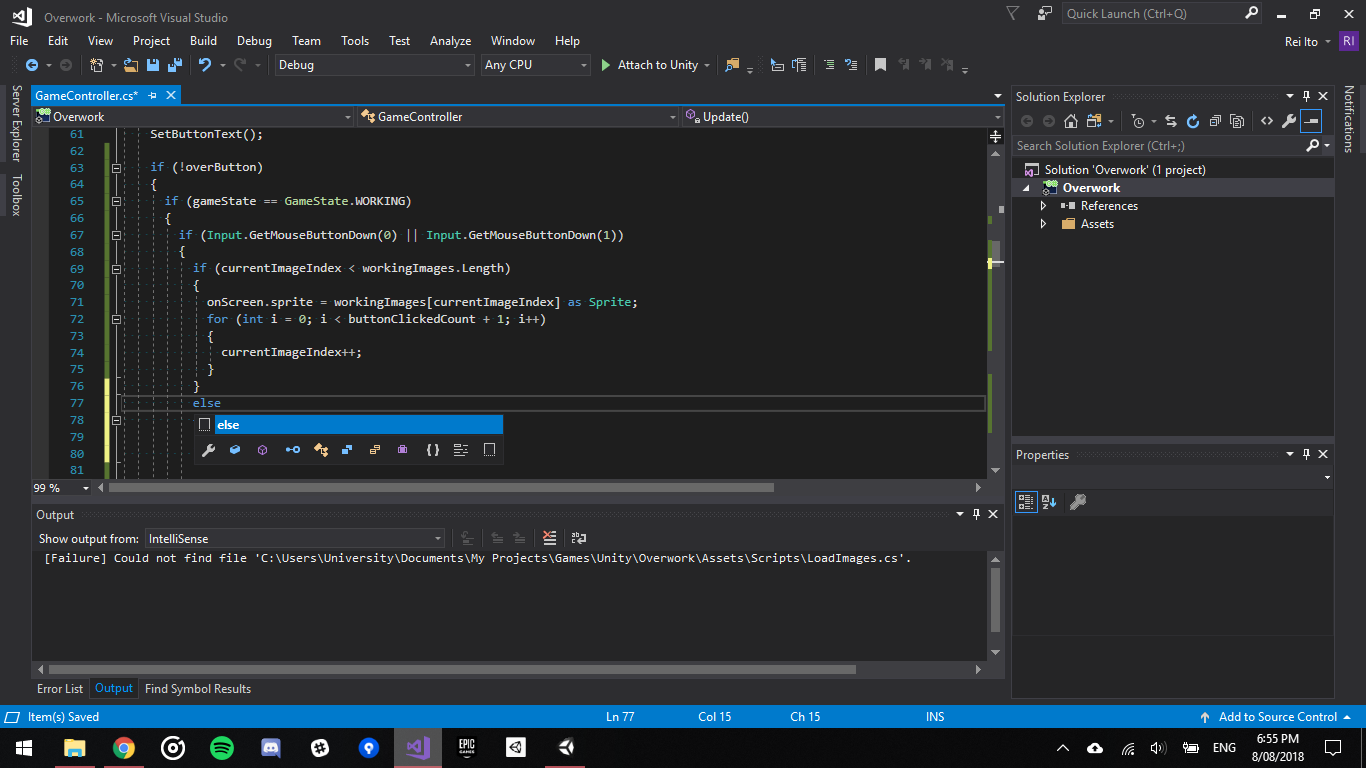 Overwork - Microsoft Visual Studio
Quick Launch (Ctrl+Q)
File Edit View Project Build Debug Team Tools Test Analyze Window Help
Rei Ito RI
Debug Any CPU Attach to Unity
Server Explorer
Toolbox
Notifications
GameController.cs*
Overwork GameController Update()
61 SetButtonText();
62
63 if (!overButton)
64 {
65 if (gameState == GameState.WORKING)
66 {
67 if (Input.GetMouseButtonDown(0) || Input.GetMouseButtonDown(1))
68 {
69 if (currentImageIndex < workingImages.Length)
70 {
71 onScreen.sprite = workingImages[currentImageIndex] as Sprite;
72 for (int i = 0; i < buttonClickedCount + 1; i++)
73 {
74 currentImageIndex++;
75 }
76 }
77 else
78
else
79
80
81
99 %
Solution Explorer
Search Solution Explorer (Ctrl+;)
Solution 'Overwork' (1 project)
Overwork
References
Assets
Properties
Output
Show output from: IntelliSense
[Failure] Could not find file 'C:\Users\University\Documents\My Projects\Games\Unity\Overwork\Assets\Scripts\LoadImages.cs'.
Error List Output Find Symbol Results
Item(s) Saved Ln 77 Col 15 Ch 15 INS Add to Source Control
EPIC GAMES
ENG
6:55 PM
8/08/2018